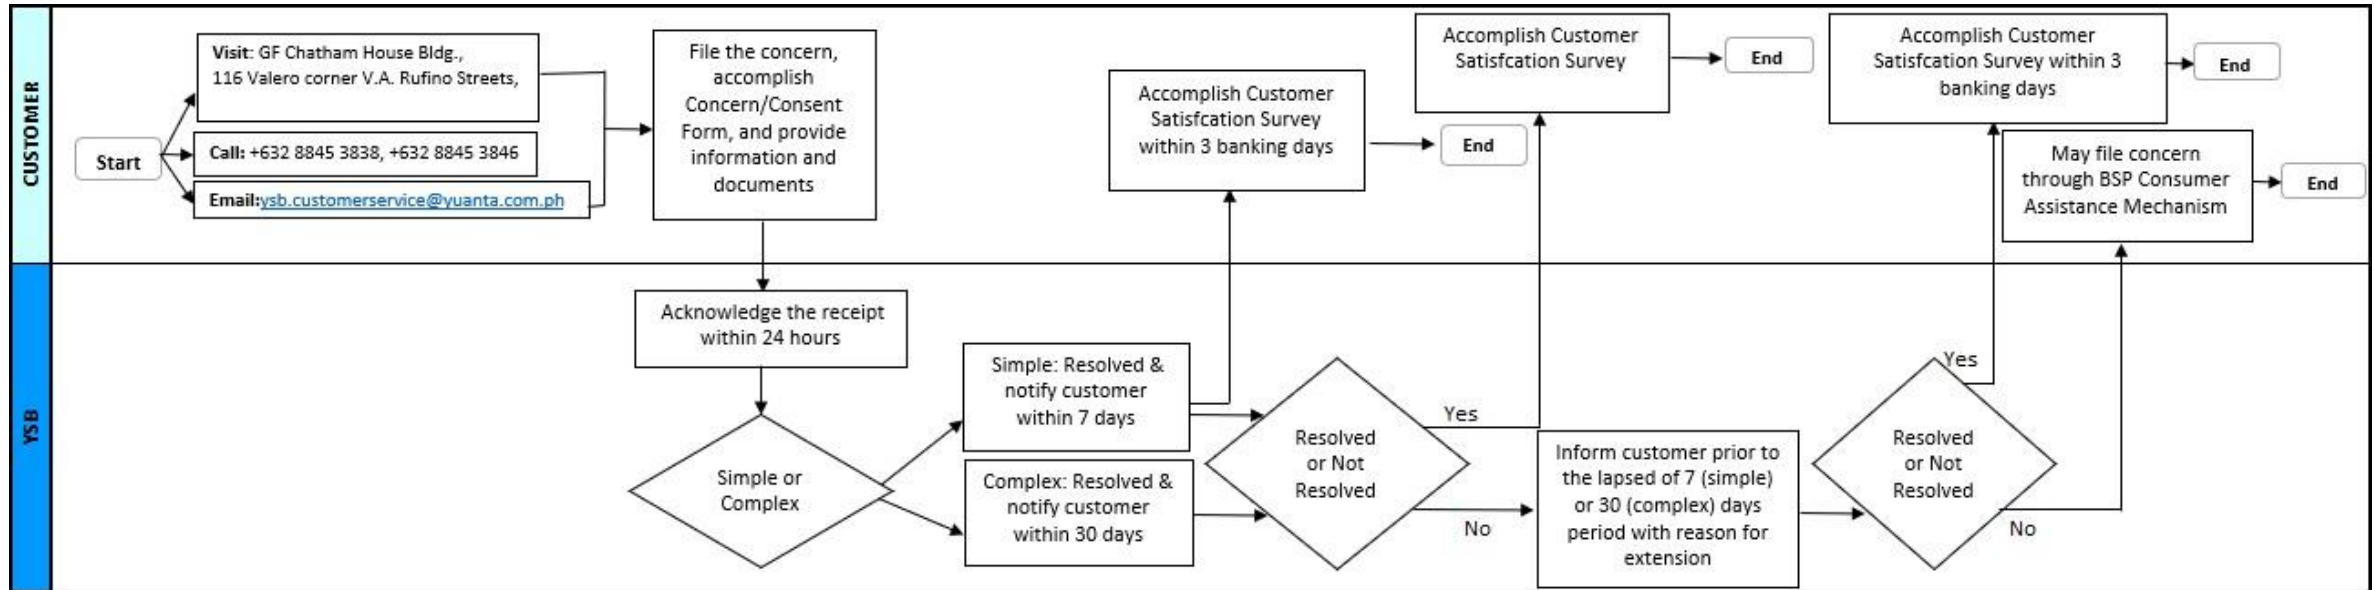 CUSTOMER
Start
Visit: GF Chatham House Bldg.,
116 Valero corner V.A. Rufino Streets,
Call: +632 8845 3838, +632 8845 3846
Email:ysb.customerservice@yuanta.com.ph
File the concern,
accomplish
Concern/Consent
Form, and provide
information and
documents
Accomplish Customer
Satisfcation Survey
within 3 banking days
End
Accomplish Customer
Satisfcation Survey
End
Accomplish Customer
Satisfcation Survey within 3
banking days
End
May file concern
through BSP Consumer
Assistance Mechanism
End
YSB
Acknowledge the receipt
within 24 hours
Simple or
Complex
Simple: Resolved &
notify customer
within 7 days
Complex: Resolved &
notify customer
within 30 days
Resolved
or Not
Resolved
Yes
No
Inform customer prior to
the lapsed of 7 (simple)
or 30 (complex) days
period with reason for
extension
Resolved
or Not
Resolved
Yes
No